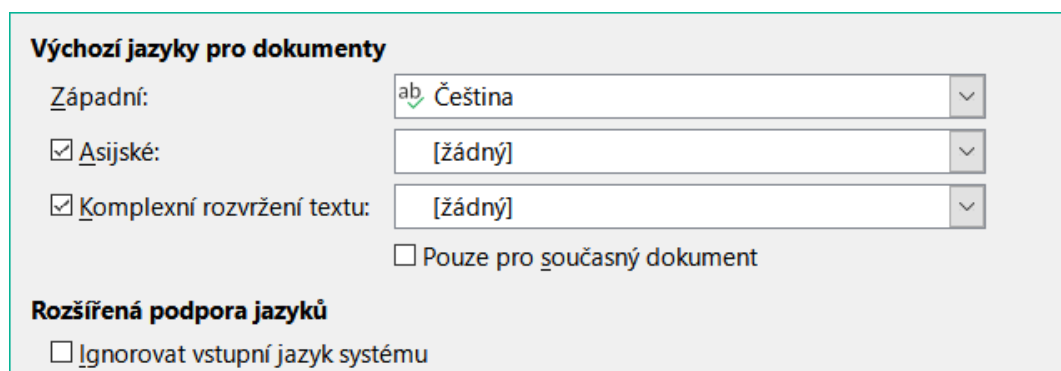 Výchozí jazyky pro dokumenty
Západní: ab Čeština
Asijské: [žádný]
Komplexní rozvržení textu: [žádný]
Pouze pro současný dokument
Rozšířená podpora jazyků
Ignorovat vstupní jazyk systému